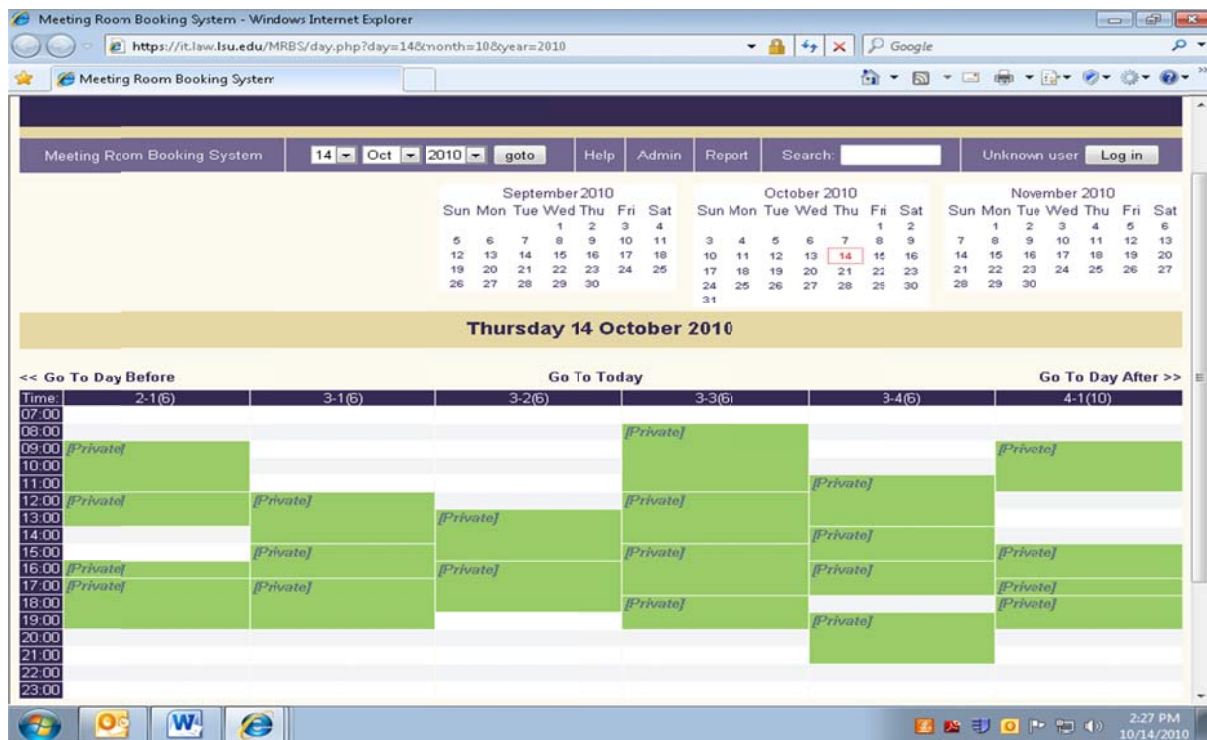 Meeting Room Booking System - Windows Internet Explorer
https://it.law.lsu.edu/MRBS/day.php?day=14&month=10&year=2010
Google
Meeting Room Booking System
Meeting Room Booking System 14 Oct 2010 goto Help Admin Report Search: Unknown user Log in
September 2010 October 2010 November 2010
Sun Mon Tue Wed Thu Fri Sat Sun Mon Tue Wed Thu Fri Sat Sun Mon Tue Wed Thu Fri Sat
1 2 3 4 1 2 1 2 3 4 5 6
5 6 7 8 9 10 11 3 4 5 6 7 8 9 7 8 9 10 11 12 13
12 13 14 15 16 17 18 10 11 12 13 14 15 16 14 15 16 17 18 19 20
19 20 21 22 23 24 25 17 18 19 20 21 22 23 21 22 23 24 25 26 27
26 27 28 29 30 24 25 26 27 28 29 30 28 29 30
31
Thursday 14 October 2010
<< Go To Day Before Go To Today Go To Day After >>
Time: 2-1(6) 3-1(6) 3-2(6) 3-3(6) 3-4(6) 4-1(10)
07:00
08:00 [Private]
09:00 [Private] [Private]
10:00
11:00 [Private]
12:00 [Private] [Private] [Private]
13:00 [Private]
14:00 [Private]
15:00 [Private] [Private] [Private]
16:00 [Private] [Private] [Private]
17:00 [Private] [Private] [Private]
18:00 [Private] [Private]
19:00 [Private]
20:00
21:00
22:00
23:00
2:27 PM
10/14/2010